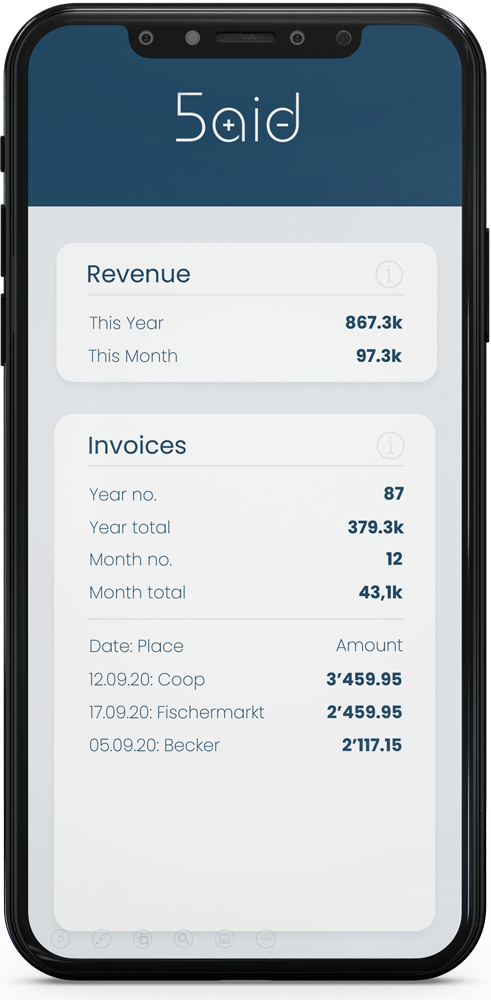 5aid
Revenue
This Year 867.3k
This Month 97.3k
Invoices
Year no. 87
Year total 379.3k
Month no. 12
Month total 43,1k
Date: Place Amount
12.09.20: Coop 3’459.95
17.09.20: Fischermarkt 2’459.95
05.09.20: Becker 2’117.15